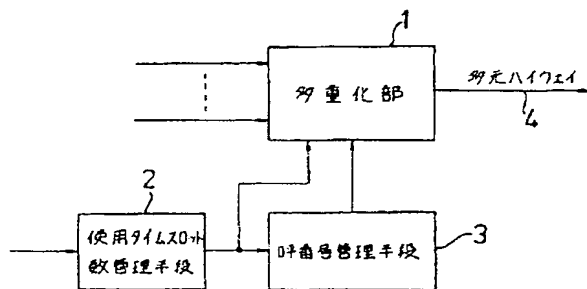 1
多重化部
多元ハイウェイ
4
2
使用タイムスロット
数管理手段
呼番号管理手段
3